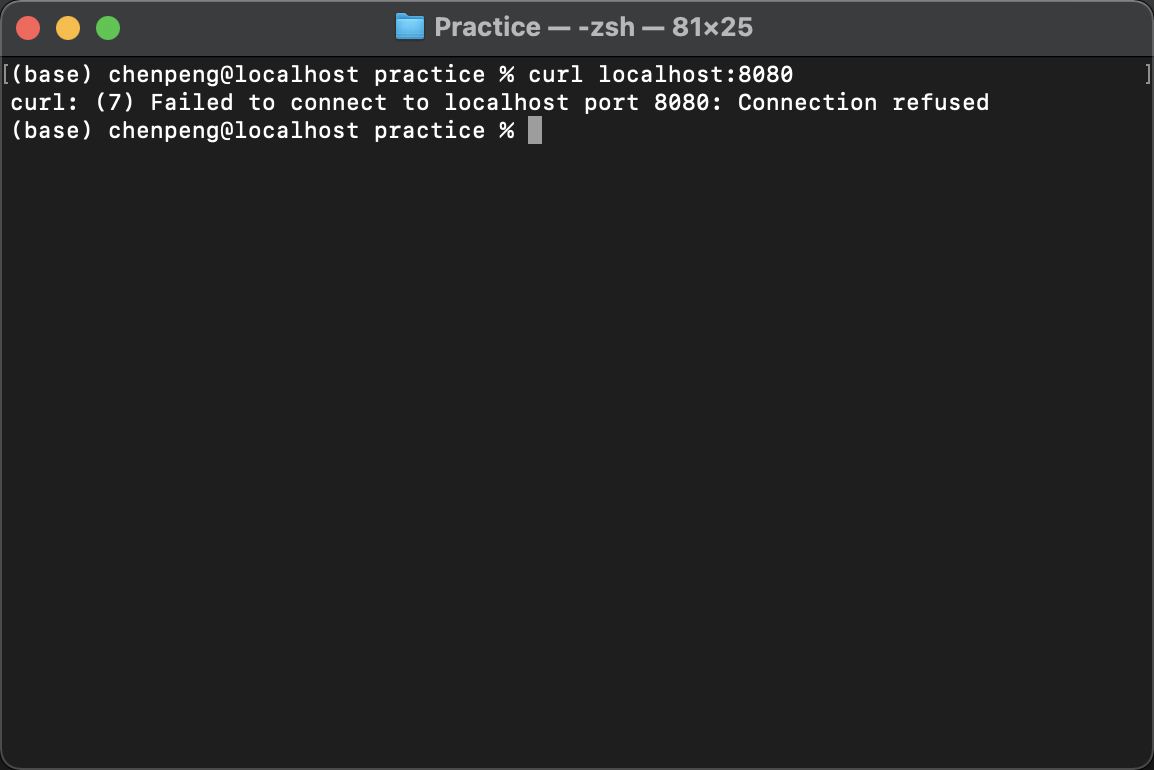 Practice — -zsh — 81×25
[(base) chenpeng@localhost practice % curl localhost:8080 ]
curl: (7) Failed to connect to localhost port 8080: Connection refused
(base) chenpeng@localhost practice %